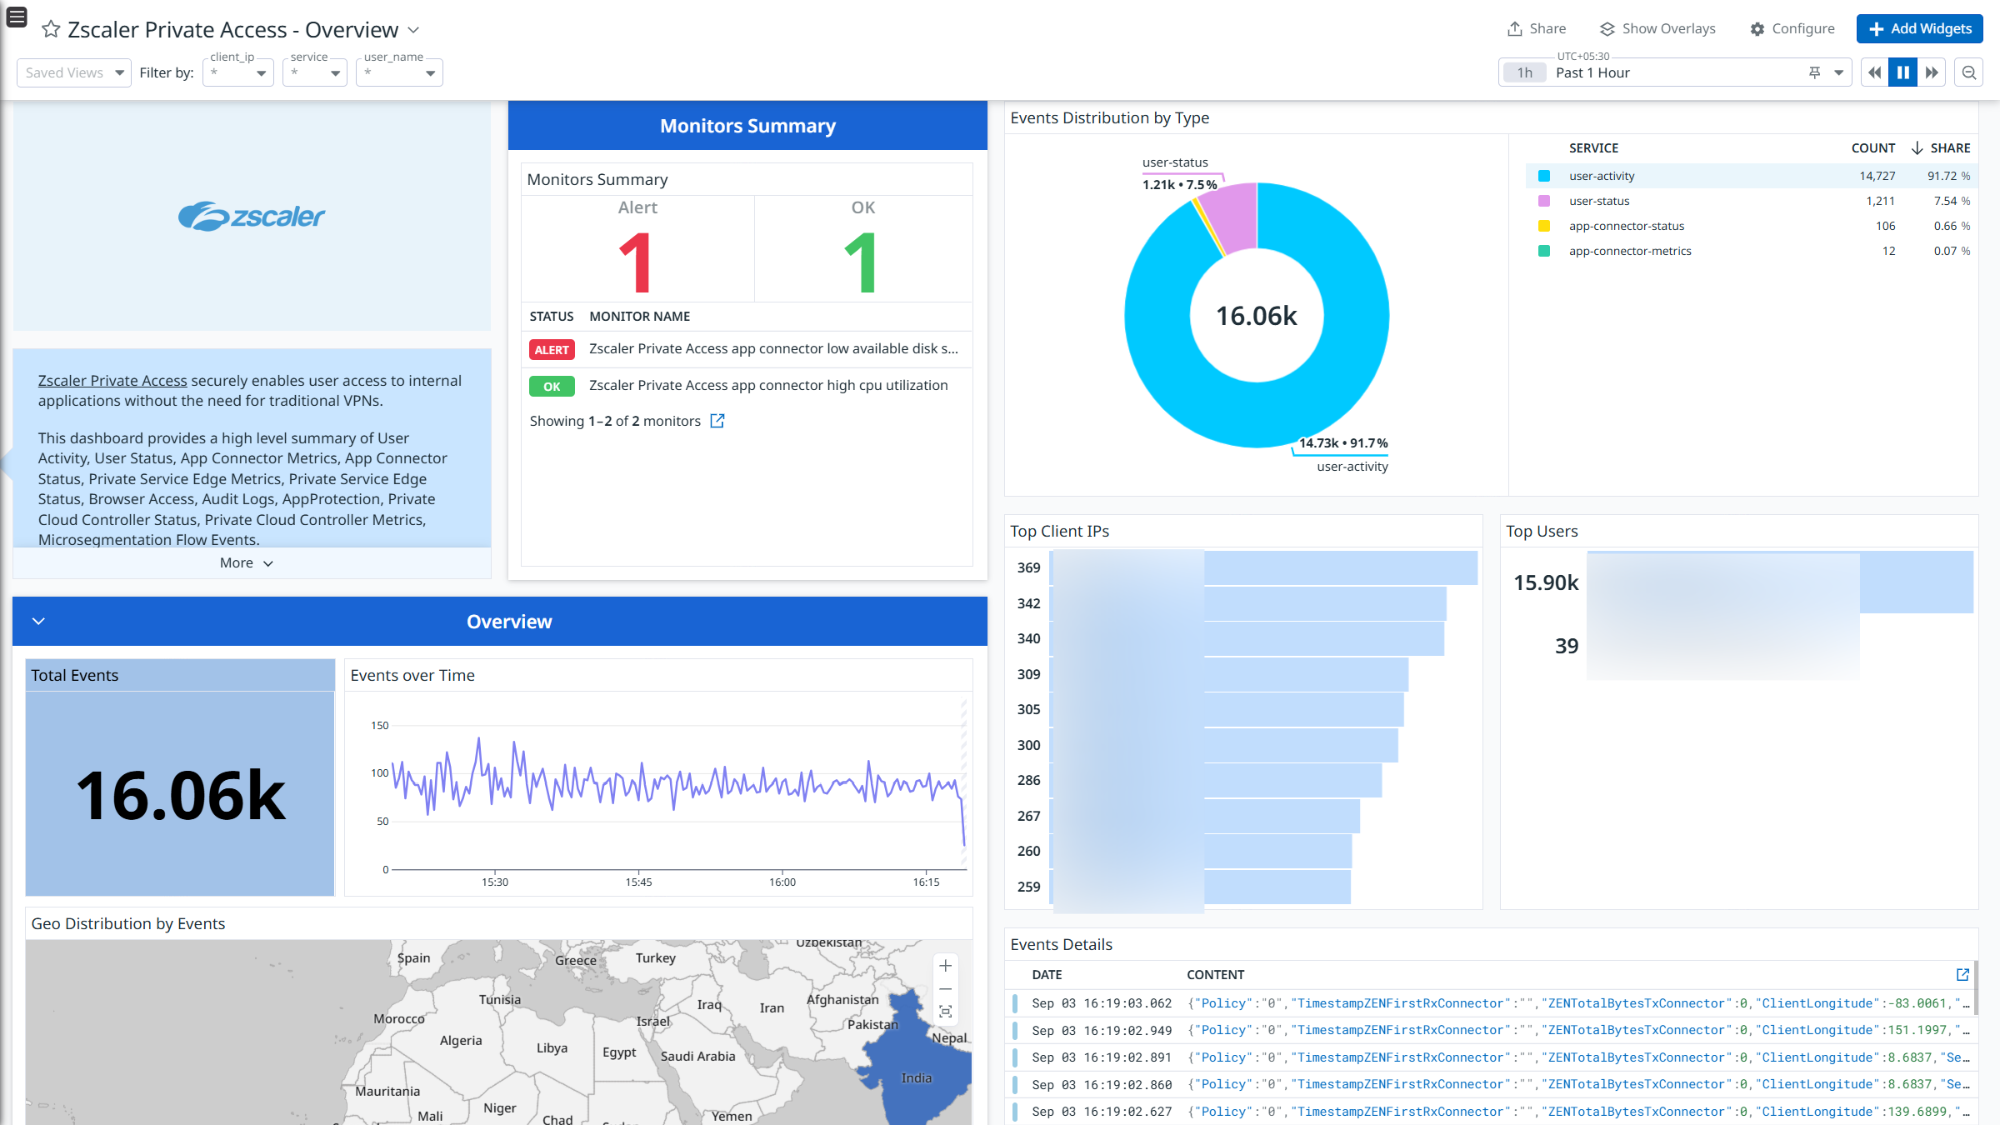 Zscaler Private Access - Overview
Share
Show Overlays
Configure
Add Widgets
Saved Views
Filter by:
client_ip
*
service
*
user_name
*
UTC+05:30
1h
Past 1 Hour
zscaler
Zscaler Private Access securely enables user access to internal
applications without the need for traditional VPNs.
This dashboard provides a high level summary of User
Activity, User Status, App Connector Metrics, App Connector
Status, Private Service Edge Metrics, Private Service Edge
Status, Browser Access, Audit Logs, AppProtection, Private
Cloud Controller Status, Private Cloud Controller Metrics,
Microsegmentation Flow Events.
More
Monitors Summary
Monitors Summary
Alert
OK
1
1
STATUS MONITOR NAME
ALERT Zscaler Private Access app connector low available disk s...
OK Zscaler Private Access app connector high cpu utilization
Showing 1–2 of 2 monitors
Events Distribution by Type
user-status
1.21k • 7.5%
16.06k
14.73k • 91.7%
user-activity
SERVICE COUNT SHARE
user-activity 14,727 91.72 %
user-status 1,211 7.54 %
app-connector-status 106 0.66 %
app-connector-metrics 12 0.07 %
Overview
Total Events
16.06k
Events over Time
150
100
50
0
15:30 15:45 16:00 16:15
Top Client IPs
369
342
340
309
305
300
286
267
260
259
Top Users
15.90k
39
Geo Distribution by Events
Uzbekistan
Spain
Greece
Turkey
Tunisia
Iraq
Iran
Afghanistan
Morocco
Israel
Pakistan
Algeria
Libya
Egypt
Saudi Arabia
Nepal
India
Mauritania
Mali
Niger
Chad
Yemen
Events Details
DATE CONTENT
Sep 03 16:19:03.062 {"Policy":"0","TimestampZENFirstRxConnector":"","ZENTotalBytesTxConnector":0,"ClientLongitude":-83.0061,"…
Sep 03 16:19:02.949 {"Policy":"0","TimestampZENFirstRxConnector":"","ZENTotalBytesTxConnector":0,"ClientLongitude":151.1997,"…
Sep 03 16:19:02.891 {"Policy":"0","TimestampZENFirstRxConnector":"","ZENTotalBytesTxConnector":0,"ClientLongitude":8.6837,"Se…
Sep 03 16:19:02.860 {"Policy":"0","TimestampZENFirstRxConnector":"","ZENTotalBytesTxConnector":0,"ClientLongitude":8.6837,"Se…
Sep 03 16:19:02.627 {"Policy":"0","TimestampZENFirstRxConnector":"","ZENTotalBytesTxConnector":0,"ClientLongitude":139.6899,"…